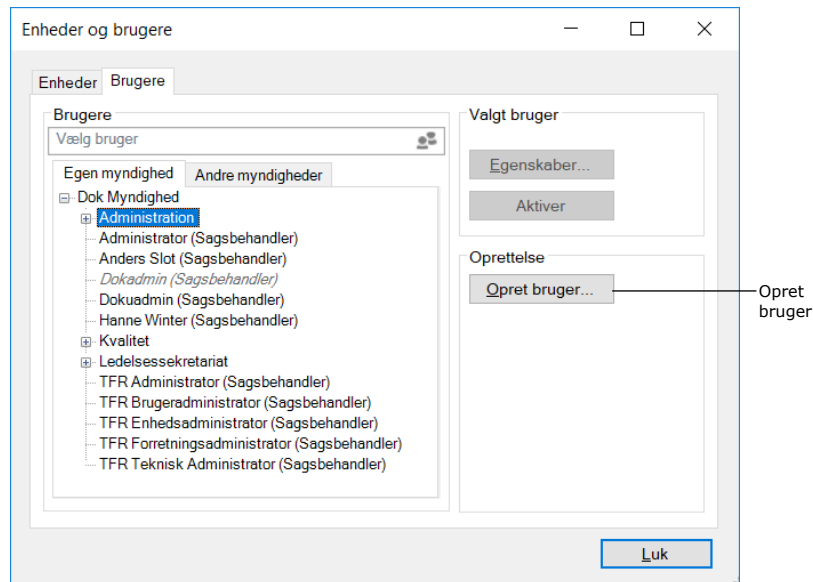 Enheder og brugere
Enheder
Brugere
Brugere
Vælg bruger
Egen myndighed
Andre myndigheder
Dok Myndighed
Administration
Administrator (Sagsbehandler)
Anders Slot (Sagsbehandler)
Dokadmin (Sagsbehandler)
Dokuadmin (Sagsbehandler)
Hanne Winter (Sagsbehandler)
Kvalitet
Ledelsessekretariat
TFR Administrator (Sagsbehandler)
TFR Brugeradministrator (Sagsbehandler)
TFR Enhedsadministrator (Sagsbehandler)
TFR Forretningsadministrator (Sagsbehandler)
TFR Teknisk Administrator (Sagsbehandler)
Valgt bruger
Egenskaber...
Aktiver
Oprettelse
Opret bruger...
Opret
bruger
Luk